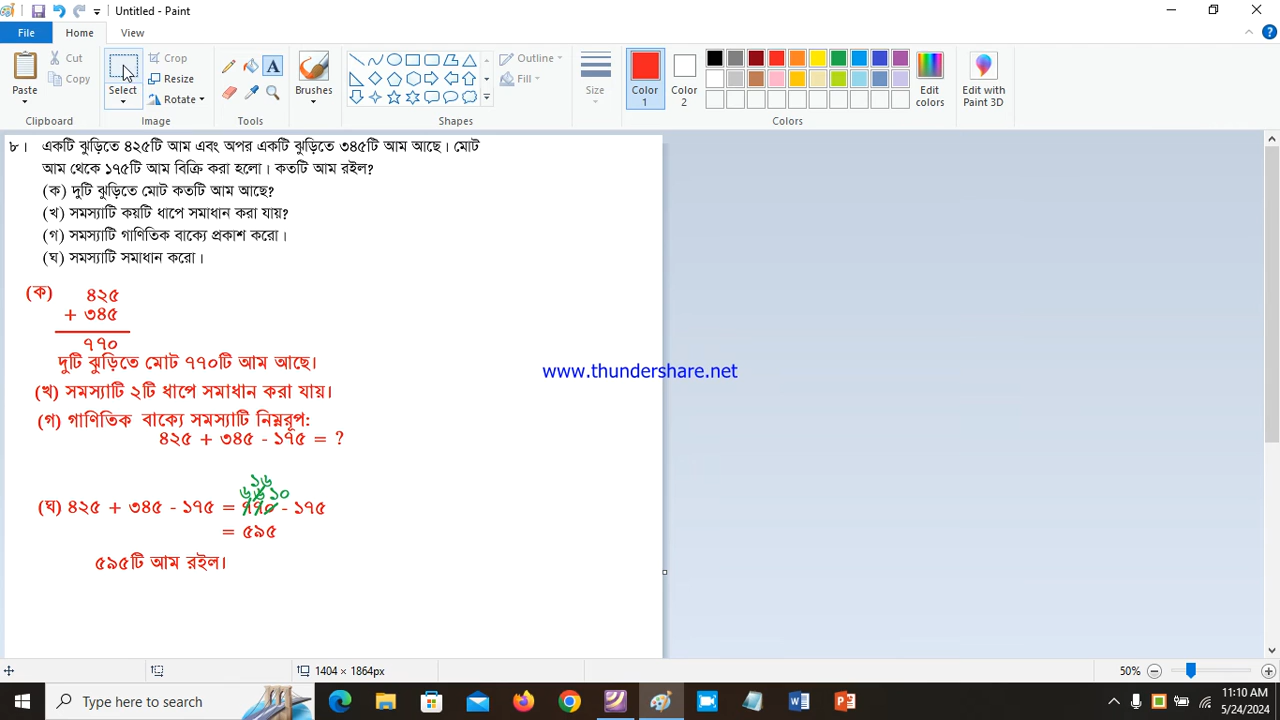 Untitled - Paint
File Home View
Paste Cut Copy Clipboard
Select Crop Resize Rotate Image
Tools
Brushes
Outline Fill Shapes
Size
Color 1 Color 2 Edit colors Colors
Edit with Paint 3D
৮। একটি ঝুড়িতে ৪২৫টি আম এবং অপর একটি ঝুড়িতে ৩৪৫টি আম আছে। মোট
আম থেকে ১৭৫টি আম বিক্রি করা হলো। কতটি আম রইল?
(ক) দুটি ঝুড়িতে মোট কতটি আম আছে?
(খ) সমস্যাটি কয়টি ধাপে সমাধান করা যায়?
(গ) সমস্যাটি গাণিতিক বাক্যে প্রকাশ করো।
(ঘ) সমস্যাটি সমাধান করো।
(ক) ৪২৫
+ ৩৪৫
৭৭০
দুটি ঝুড়িতে মোট ৭৭০টি আম আছে।
www.thundershare.net
(খ) সমস্যাটি ২টি ধাপে সমাধান করা যায়।
(গ) গাণিতিক বাক্যে সমস্যাটি নিম্নরূপ:
৪২৫ + ৩৪৫ - ১৭৫ = ?
১৬
৬ ৬ ১০
(ঘ) ৪২৫ + ৩৪৫ - ১৭৫ = ৭৭০ - ১৭৫
= ৫৯৫
৫৯৫টি আম রইল।
1404 × 1864px
50%
Type here to search
11:10 AM
5/24/2024